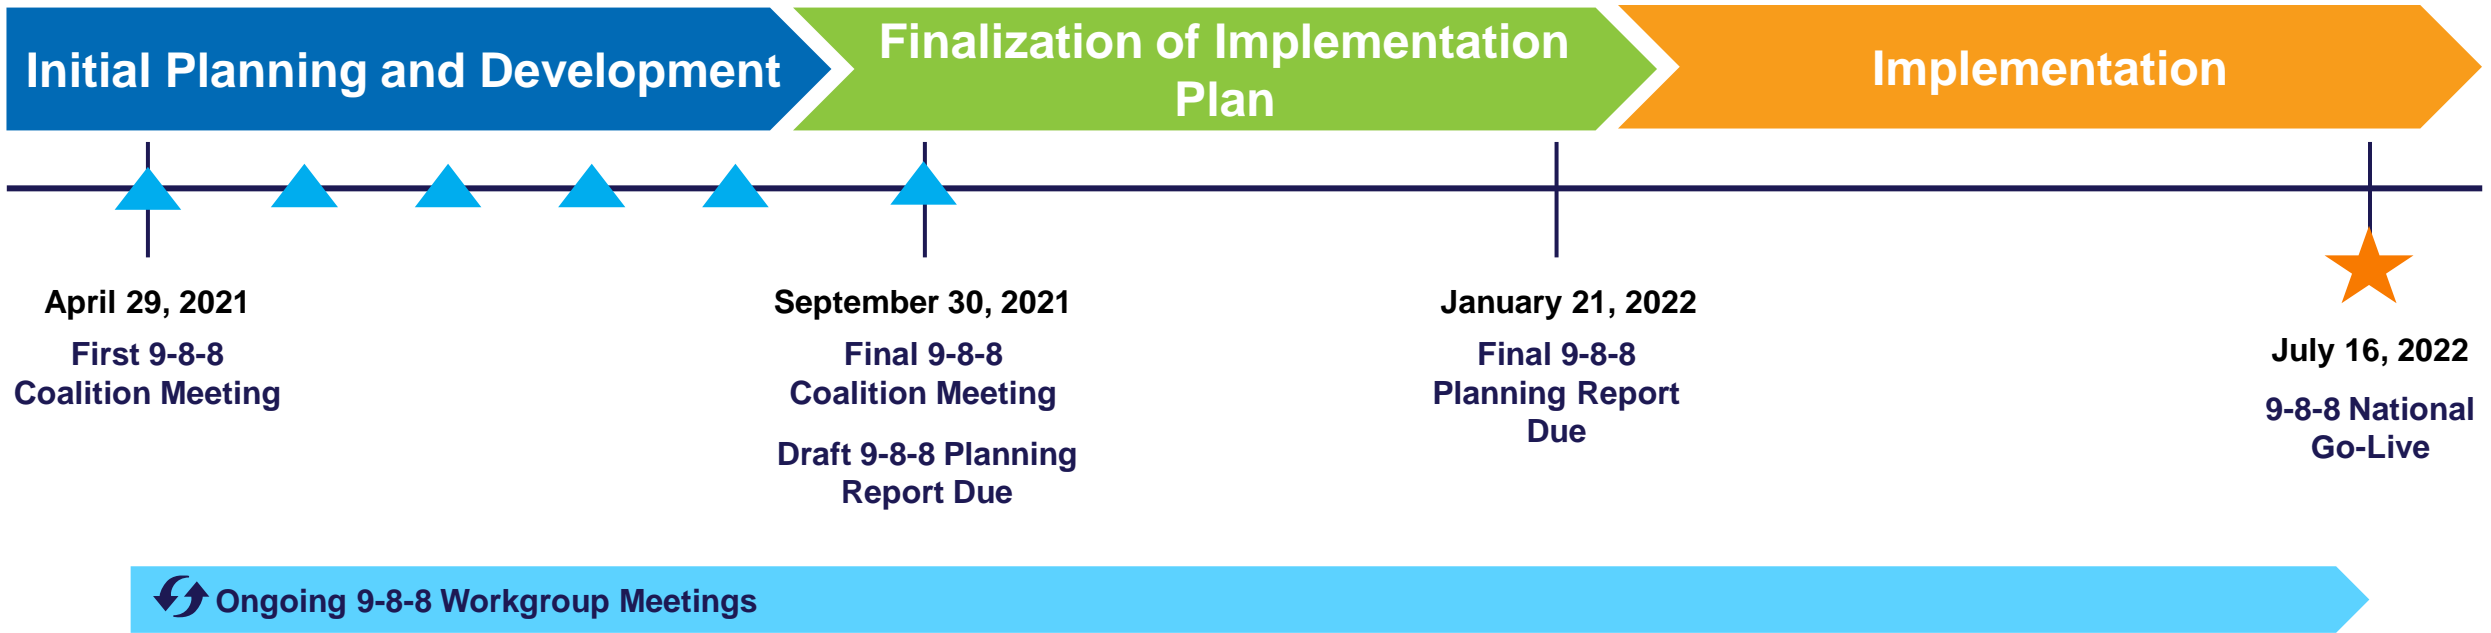 Initial Planning and Development
Finalization of Implementation
Plan
Implementation
April 29, 2021
First 9-8-8
Coalition Meeting
September 30, 2021
Final 9-8-8
Coalition Meeting
Draft 9-8-8 Planning
Report Due
January 21, 2022
Final 9-8-8
Planning Report
Due
July 16, 2022
9-8-8 National
Go-Live
Ongoing 9-8-8 Workgroup Meetings